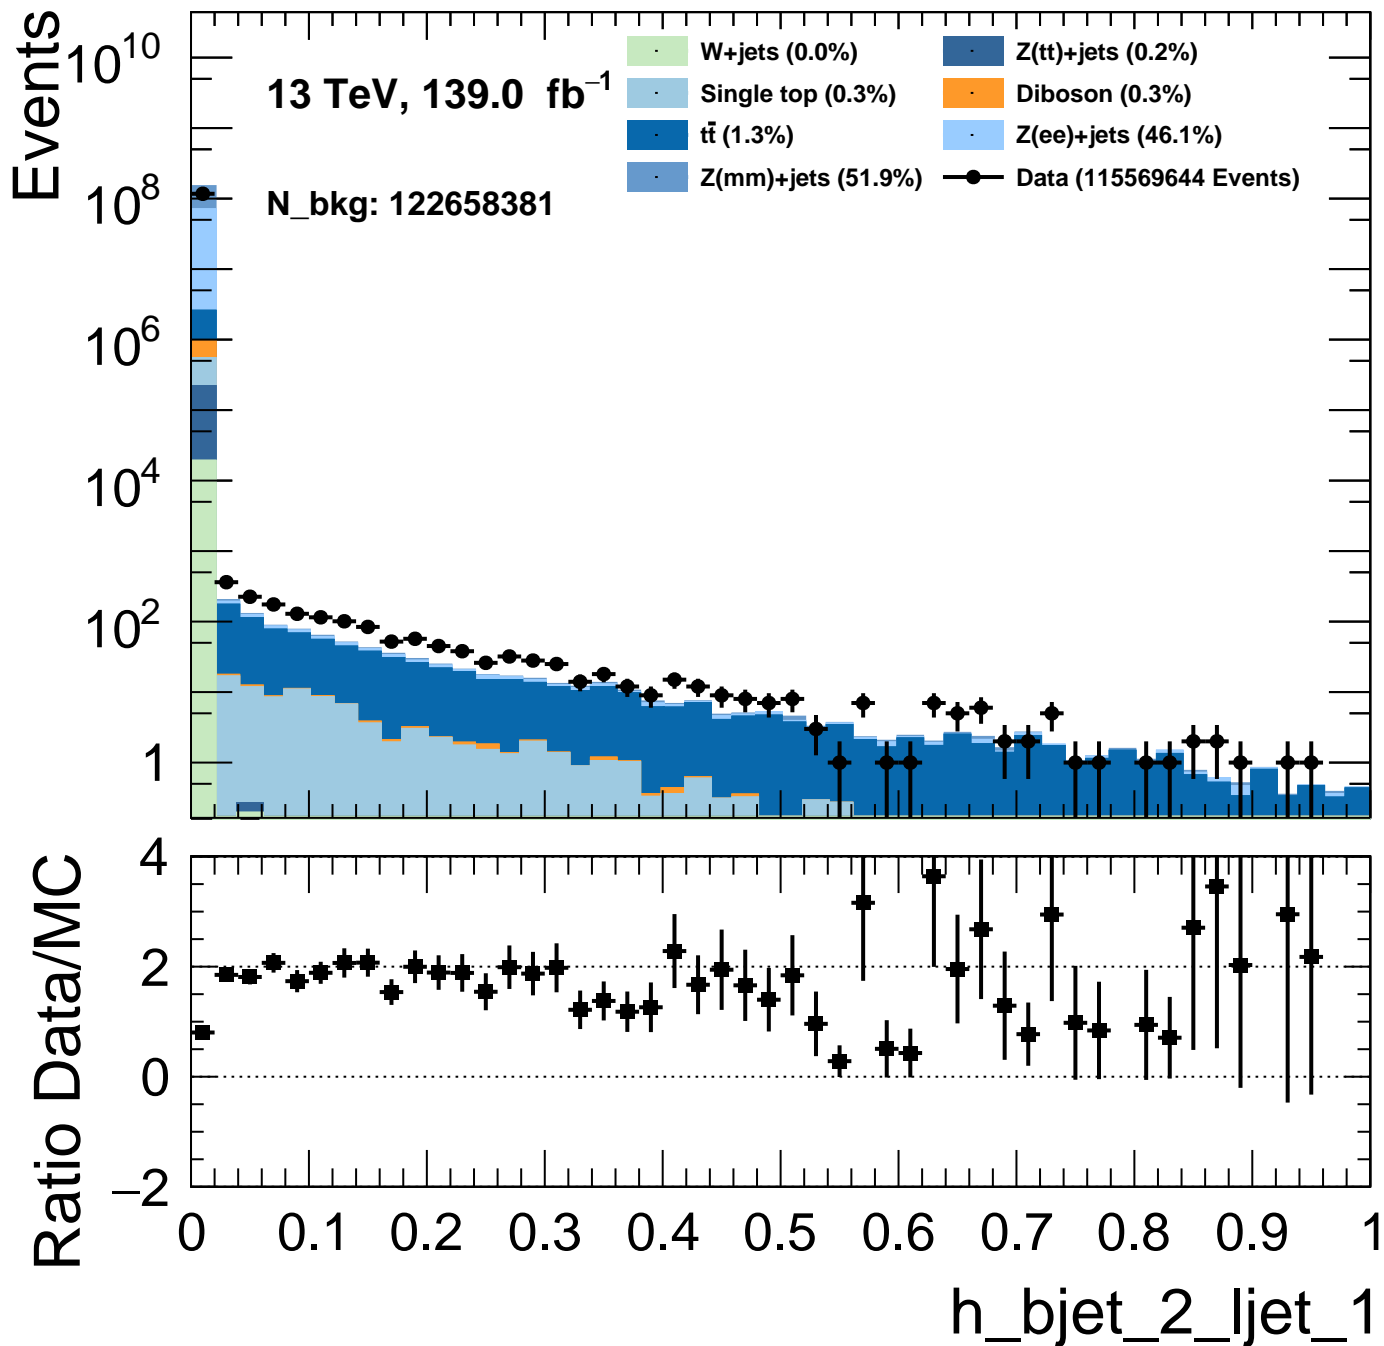 Events
10^10
10^8
10^6
10^4
10^2
1
13 TeV, 139.0 fb^−1
N_bkg: 122658381
W+jets (0.0%)
Single top (0.3%)
tt̄ (1.3%)
Z(mm)+jets (51.9%)
Z(tt)+jets (0.2%)
Diboson (0.3%)
Z(ee)+jets (46.1%)
Data (115569644 Events)
Ratio Data/MC
4
2
0
−2
0 0.1 0.2 0.3 0.4 0.5 0.6 0.7 0.8 0.9 1
h_bjet_2_ljet_1